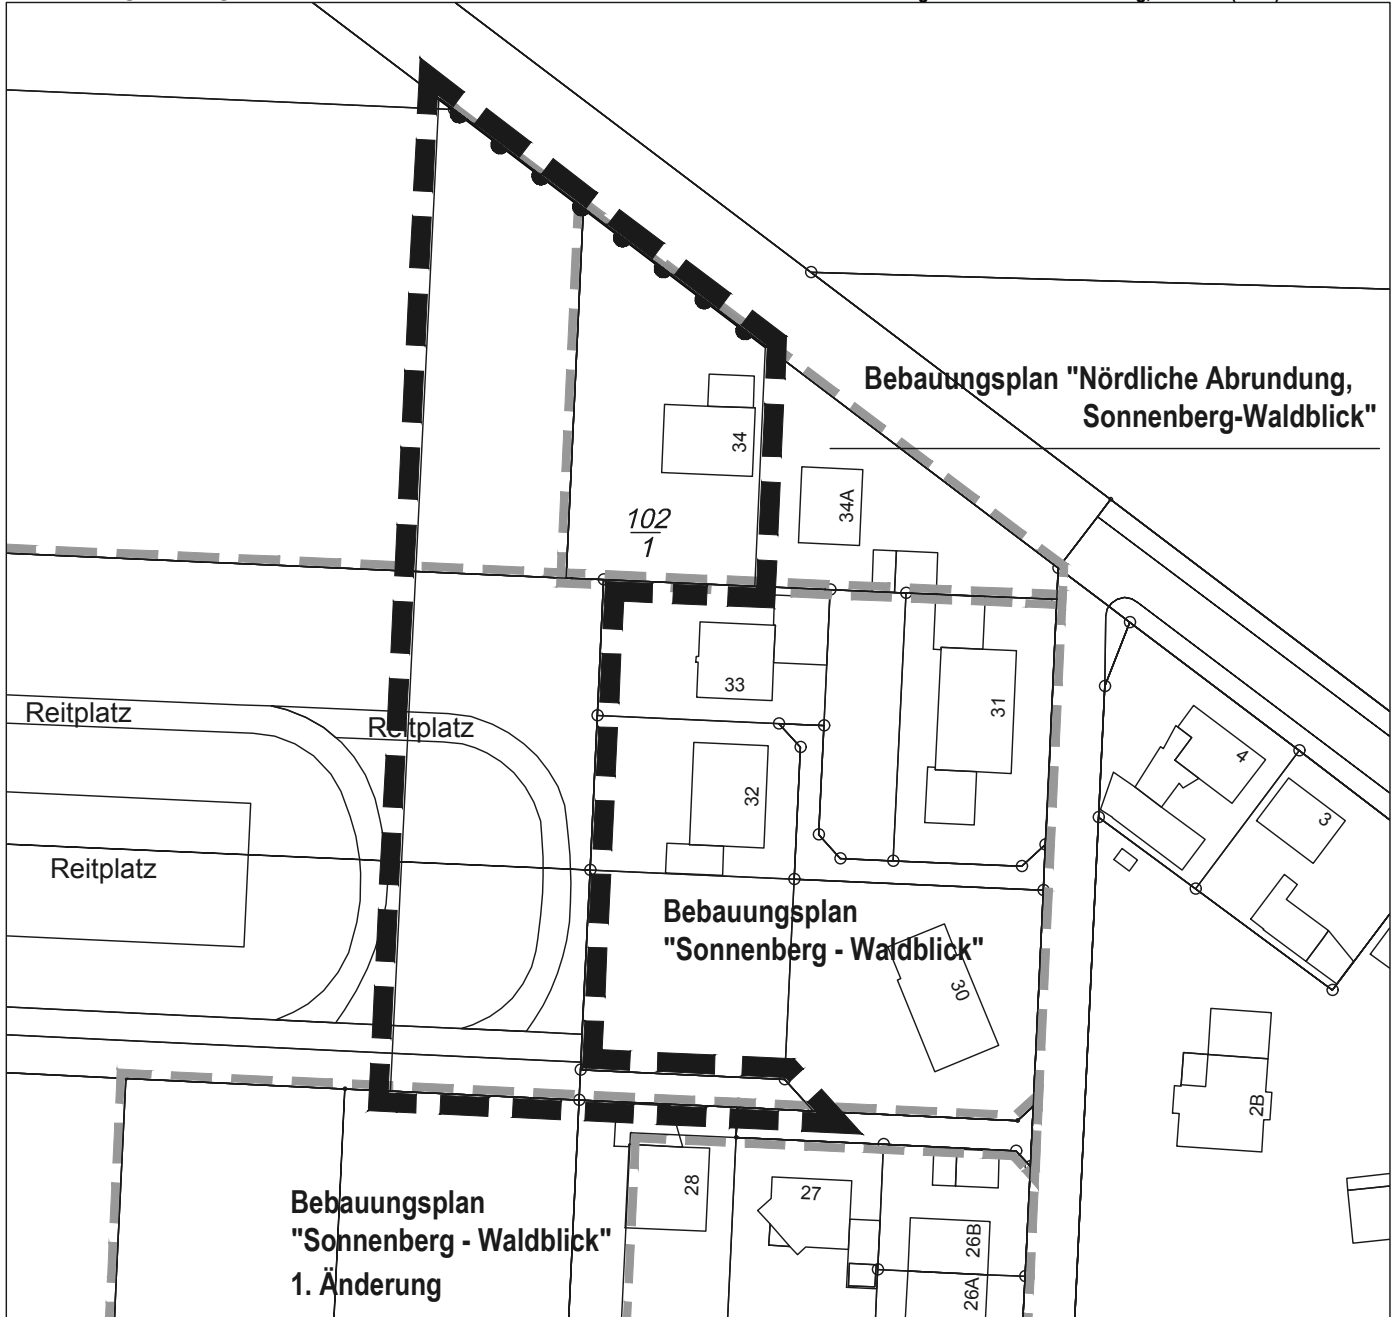 Bebauungsplan "Nördliche Abrundung,
Sonnenberg-Waldblick"
34
34A
102
1
33
31
Reitplatz
Reitplatz
4
32
3
Reitplatz
Bebauungsplan
"Sonnenberg - Waldblick"
30
2B
28
27
Bebauungsplan
"Sonnenberg - Waldblick"
1. Änderung
26B
26A